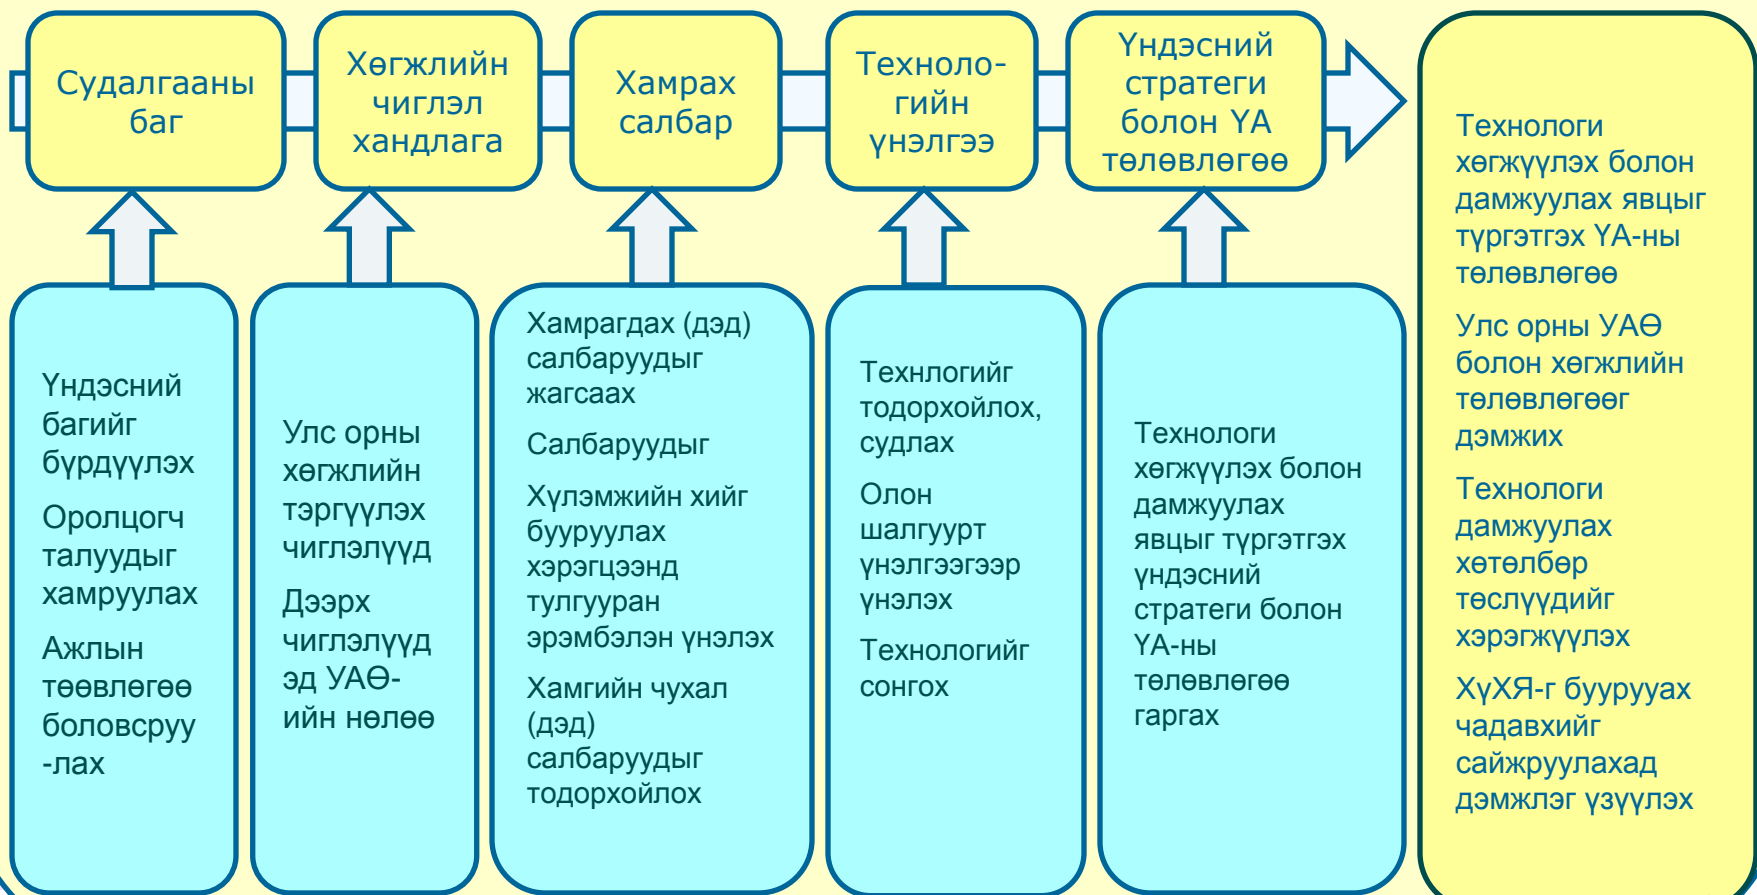 Судалгааны
баг
Хөгжлийн
чиглэл
хандлага
Хамрах
салбар
Техноло-
гийн
үнэлгээ
Үндэсний
стратеги
болон ҮА
төлөвлөгөө
Үндэсний
багийг
бүрдүүлэх
Оролцогч
талуудыг
хамруулах
Ажлын
төөвлөгөө
боловсруу
-лах
Улс орны
хөгжлийн
тэргүүлэх
чиглэлүүд
Дээрх
чиглэлүүд
эд УАӨ-
ийн нөлөө
Хамрагдах (дэд)
салбаруудыг
жагсаах
Салбаруудыг
Хүлэмжийн хийг
бууруулах
хэрэгцээнд
тулгууран
эрэмбэлэн үнэлэх
Хамгийн чухал
(дэд)
салбаруудыг
тодорхойлох
Технлогийг
тодорхойлох,
судлах
Олон
шалгуурт
үнэлгээгээр
үнэлэх
Технологийг
сонгох
Технологи
хөгжүүлэх болон
дамжуулах
явцыг түргэтгэх
үндэсний
стратеги болон
ҮА-ны
төлөвлөгөө
гаргах
Технологи
хөгжүүлэх болон
дамжуулах явцыг
түргэтгэх ҮА-ны
төлөвлөгөө
Улс орны УАӨ
болон хөгжлийн
төлөвлөгөөг
дэмжих
Технологи
дамжуулах
хөтөлбөр
төслүүдийг
хэрэгжүүлэх
ХүХЯ-г буурууах
чадавхийг
сайжруулахад
дэмжлэг үзүүлэх